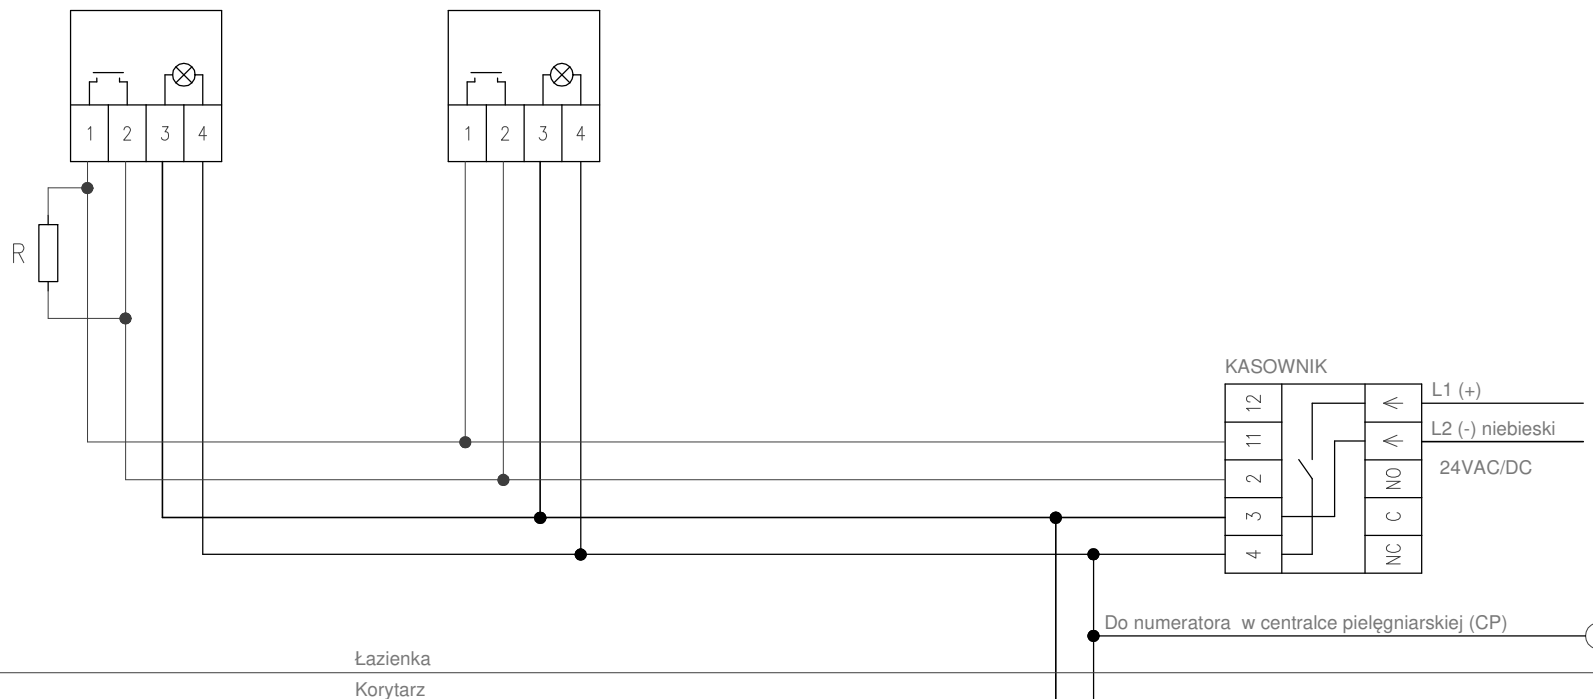 1 2 3 4
1 2 3 4
R
KASOWNIK
12
11
2
3
4
NO
C
NC
L1 (+)
L2 (-) niebieski
24VAC/DC
Do numeratora w centralce pielęgniarskiej (CP)
Łazienka
Korytarz